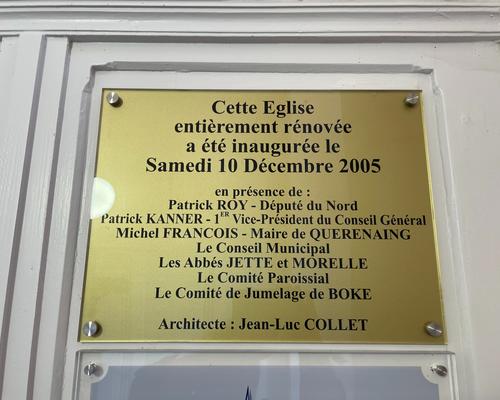 Cette Eglise
entièrement rénovée
a été inaugurée le
Samedi 10 Décembre 2005
en présence de :
Patrick ROY - Député du Nord
Patrick KANNER - 1ER Vice-Président du Conseil Général
Michel FRANCOIS - Maire de QUERENAING
Le Conseil Municipal
Les Abbés JETTE et MORELLE
Le Comité Paroissial
Le Comité de Jumelage de BOKE
Architecte : Jean-Luc COLLET